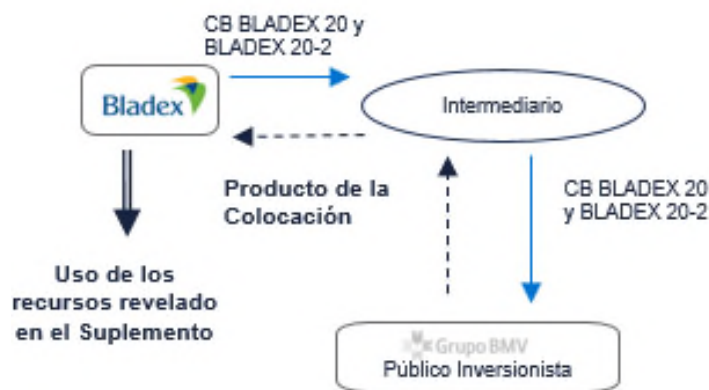 CB BLADEX 20 y
BLADEX 20-2
Bladex
Intermediario
Producto de la
Colocación
CB BLADEX 20
y BLADEX 20-2
Uso de los
recursos revelado
en el Suplemento
Grupo BMV
Público Inversionista